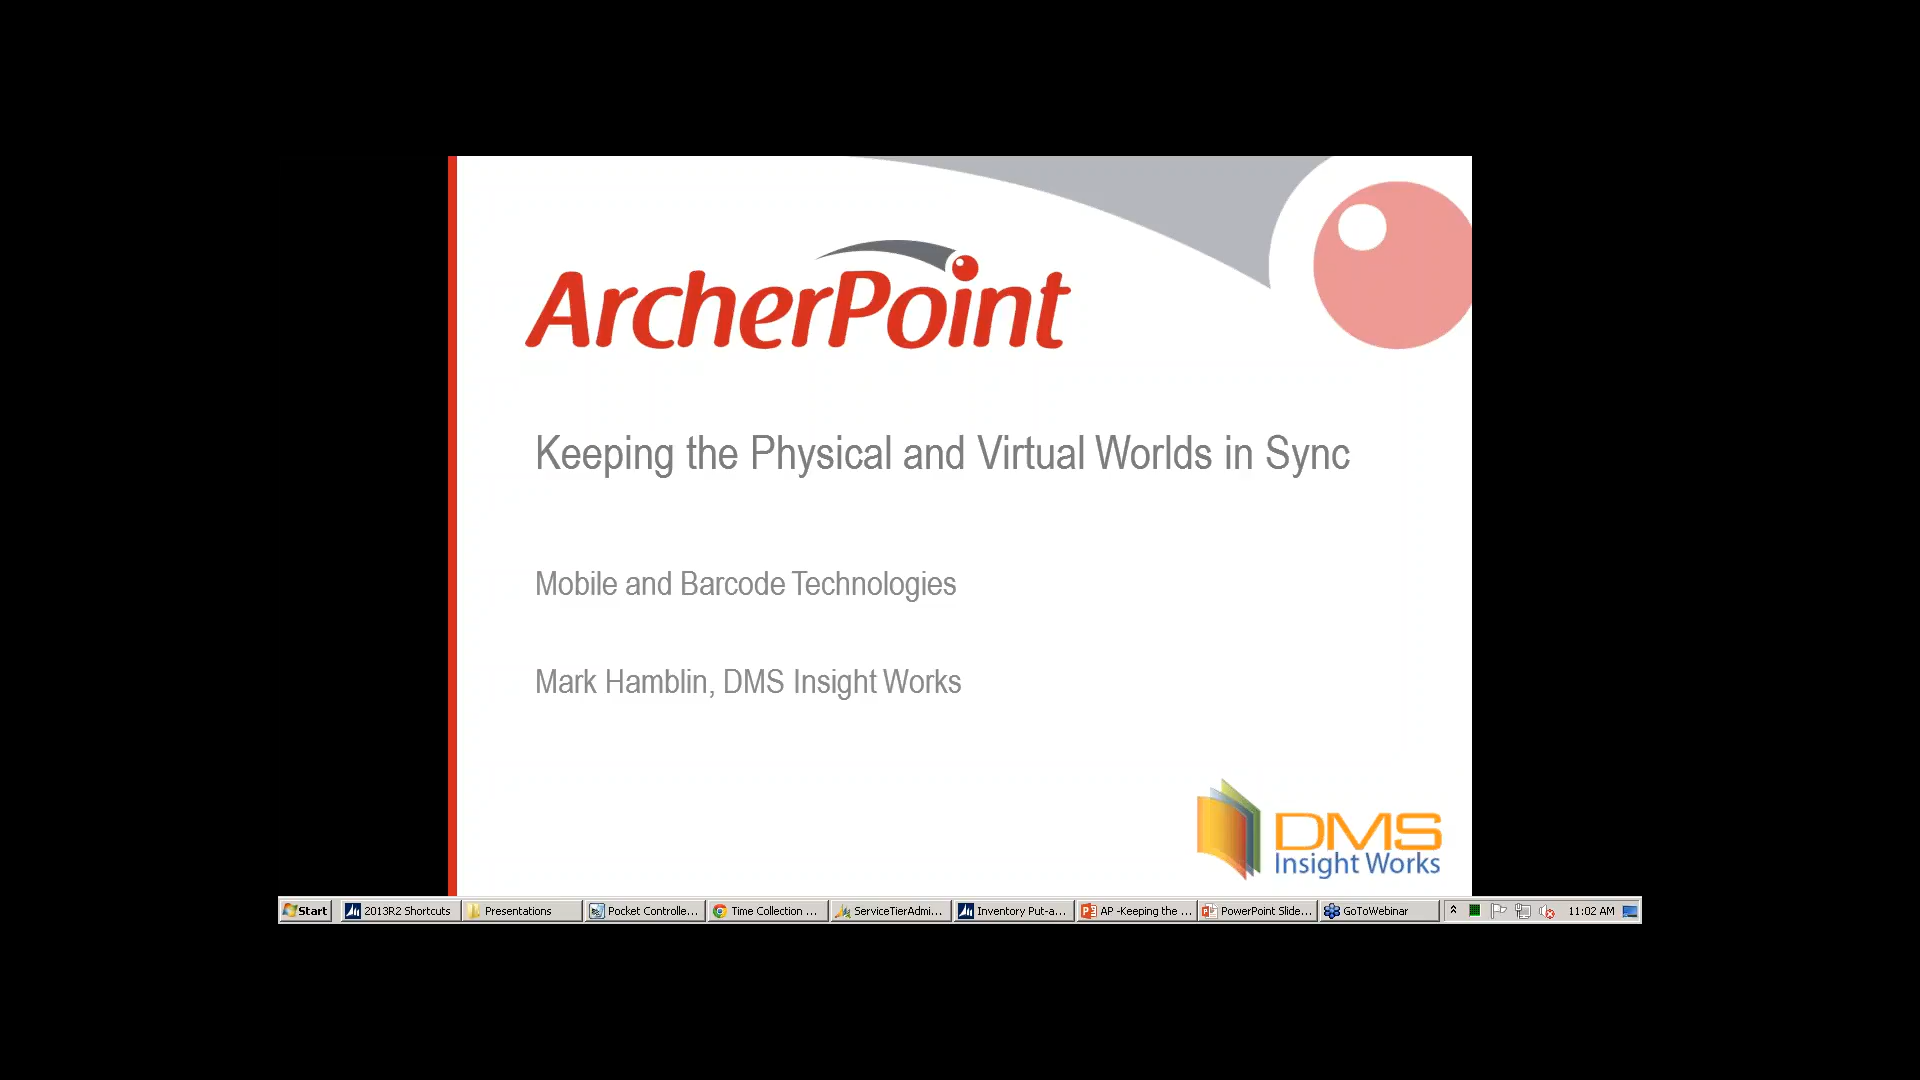 ArcherPoint
Keeping the Physical and Virtual Worlds in Sync
Mobile and Barcode Technologies
Mark Hamblin, DMS Insight Works
DMS
Insight Works
Start 2013R2 Shortcuts Presentations Pocket Controlle... Time Collection ... ServiceTierAdmi... Inventory Put-a... AP -Keeping the ... PowerPoint Slide... GoToWebinar 11:02 AM